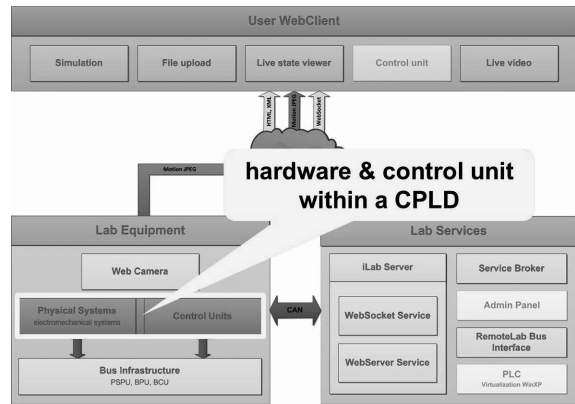 User WebClient
Simulation
File upload
Live state viewer
Control unit
Live video
HTML, XML
Motion JPEG
WebSocket
Motion JPEG
hardware & control unit
within a CPLD
Lab Equipment
Web Camera
Physical Systems
electromechanical systems
Control Units
Bus Infrastructure
PSPU, BPU, BCU
CAN
Lab Services
iLab Server
WebSocket Service
WebServer Service
Service Broker
Admin Panel
RemoteLab Bus
Interface
PLC
Virtualization WinXP